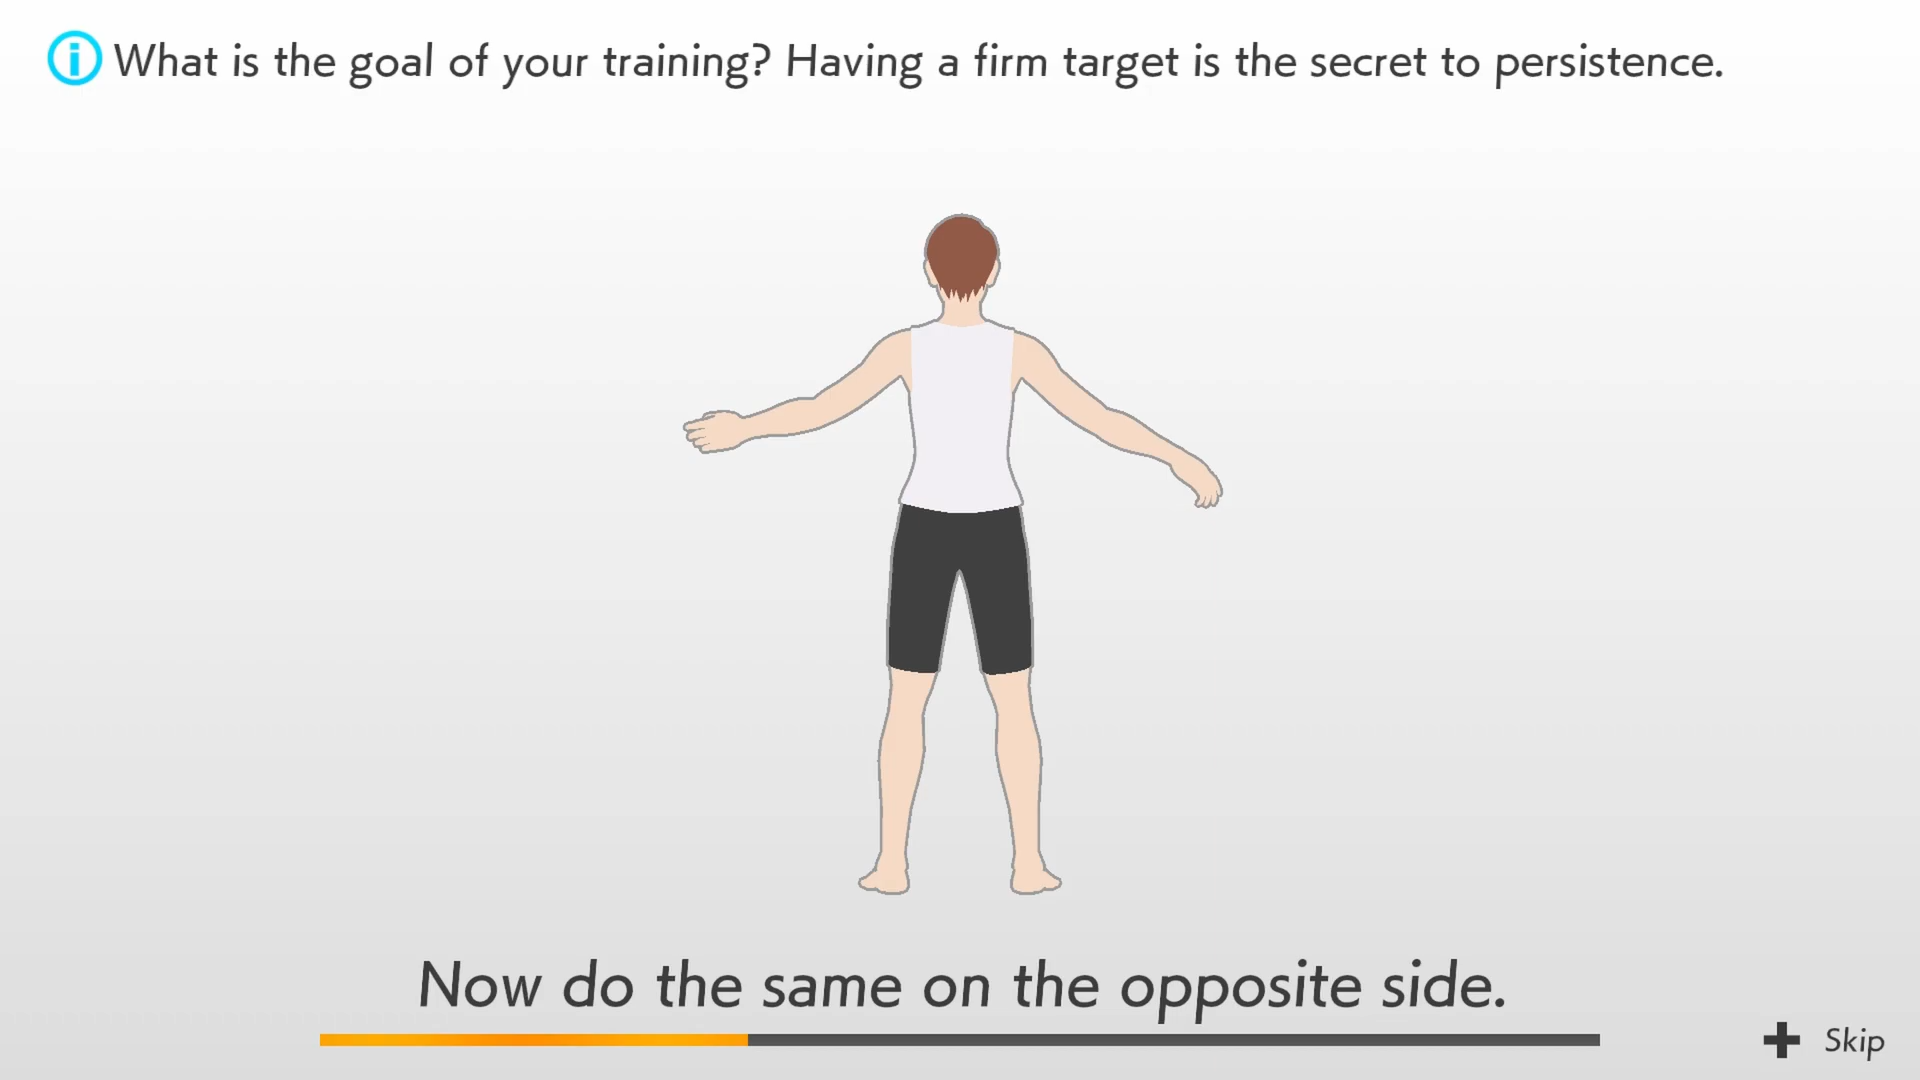 What is the goal of your training? Having a firm target is the secret to persistence.
Now do the same on the opposite side.
Skip